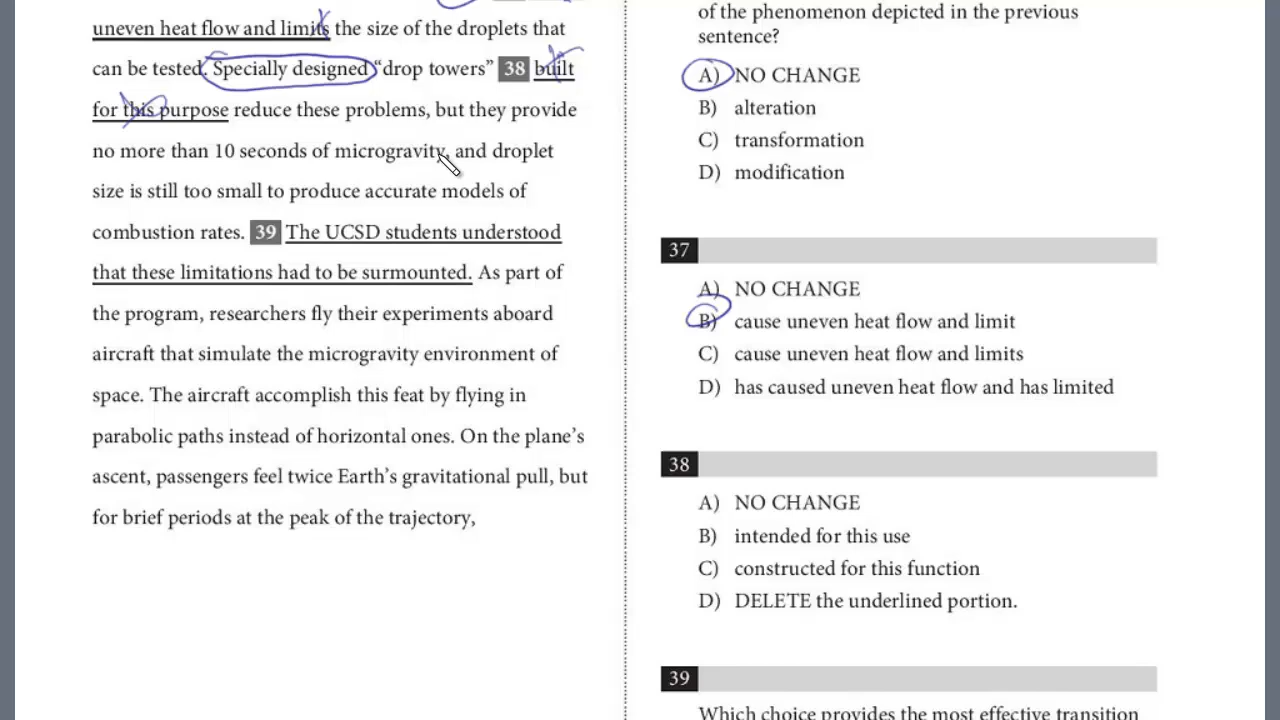 uneven heat flow and limits the size of the droplets that
can be tested. Specially designed “drop towers” 38 built
for this purpose reduce these problems, but they provide
no more than 10 seconds of microgravity, and droplet
size is still too small to produce accurate models of
combustion rates. 39 The UCSD students understood
that these limitations had to be surmounted. As part of
the program, researchers fly their experiments aboard
aircraft that simulate the microgravity environment of
space. The aircraft accomplish this feat by flying in
parabolic paths instead of horizontal ones. On the plane’s
ascent, passengers feel twice Earth’s gravitational pull, but
for brief periods at the peak of the trajectory,
of the phenomenon depicted in the previous
sentence?
A) NO CHANGE
B) alteration
C) transformation
D) modification
37
A) NO CHANGE
B) cause uneven heat flow and limit
C) cause uneven heat flow and limits
D) has caused uneven heat flow and has limited
38
A) NO CHANGE
B) intended for this use
C) constructed for this function
D) DELETE the underlined portion.
39
Which choice provides the most effective transition